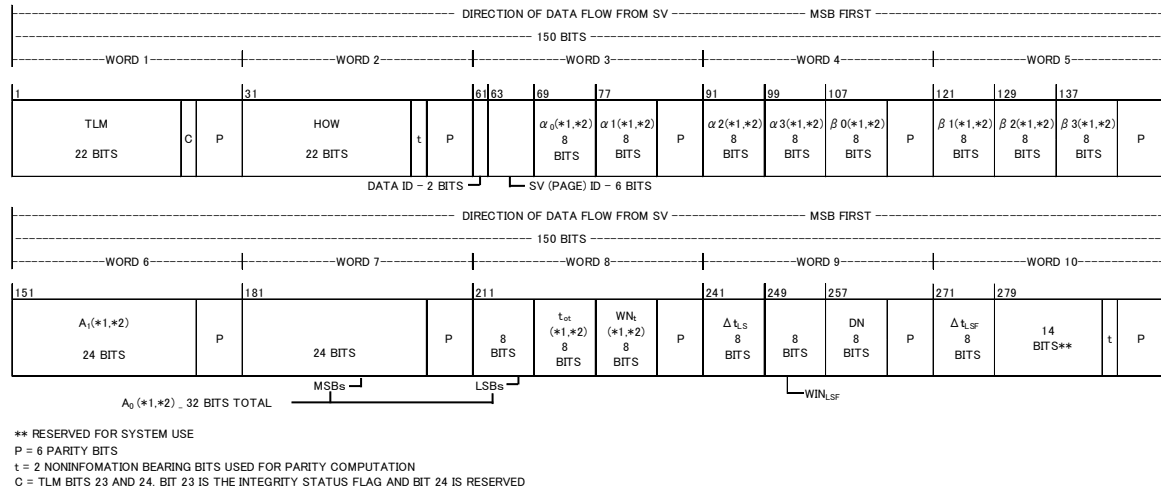 DIRECTION OF DATA FLOW FROM SV MSB FIRST
150 BITS
WORD 1 WORD 2 WORD 3 WORD 4 WORD 5
1 31 61 63 69 77 91 99 107 121 129 137
TLM C P HOW t P α₀(*1,*2) α1(*1,*2) P α2(*1,*2) α3(*1,*2) β0(*1,*2) P β1(*1,*2) β2(*1,*2) β3(*1,*2) P
22 BITS 22 BITS 8 BITS 8 BITS 8 BITS 8 BITS 8 BITS 8 BITS 8 BITS 8 BITS
DATA ID - 2 BITS SV (PAGE) ID - 6 BITS
DIRECTION OF DATA FLOW FROM SV MSB FIRST
150 BITS
WORD 6 WORD 7 WORD 8 WORD 9 WORD 10
151 181 211 241 249 257 271 279
A₁(*1,*2) P P tₒₜ (*1,*2) WNₜ (*1,*2) P Δt_LS DN P Δt_LSF 14 t P
24 BITS 24 BITS 8 BITS 8 BITS 8 BITS 8 BITS 8 BITS 8 BITS 8 BITS BITS**
MSBs LSBs WIN_LSF
A₀(*1,*2)_ 32 BITS TOTAL
** RESERVED FOR SYSTEM USE
P = 6 PARITY BITS
t = 2 NONINFOMATION BEARING BITS USED FOR PARITY COMPUTATION
C = TLM BITS 23 AND 24. BIT 23 IS THE INTEGRITY STATUS FLAG AND BIT 24 IS RESERVED